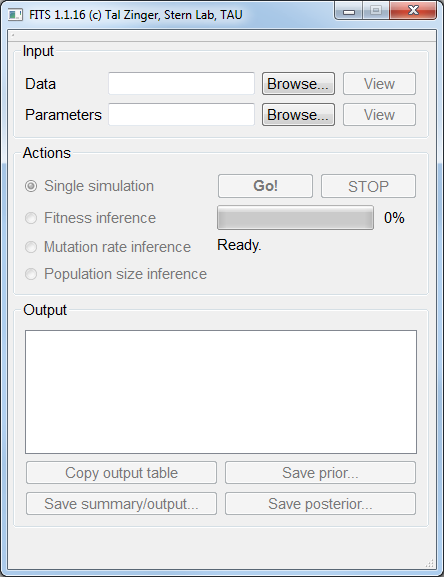 FITS 1.1.16 (c) Tal Zinger, Stern Lab, TAU
Input
Data Browse... View
Parameters Browse... View
Actions
Single simulation Go! STOP
Fitness inference 0%
Mutation rate inference Ready.
Population size inference
Output
Copy output table Save prior...
Save summary/output... Save posterior...